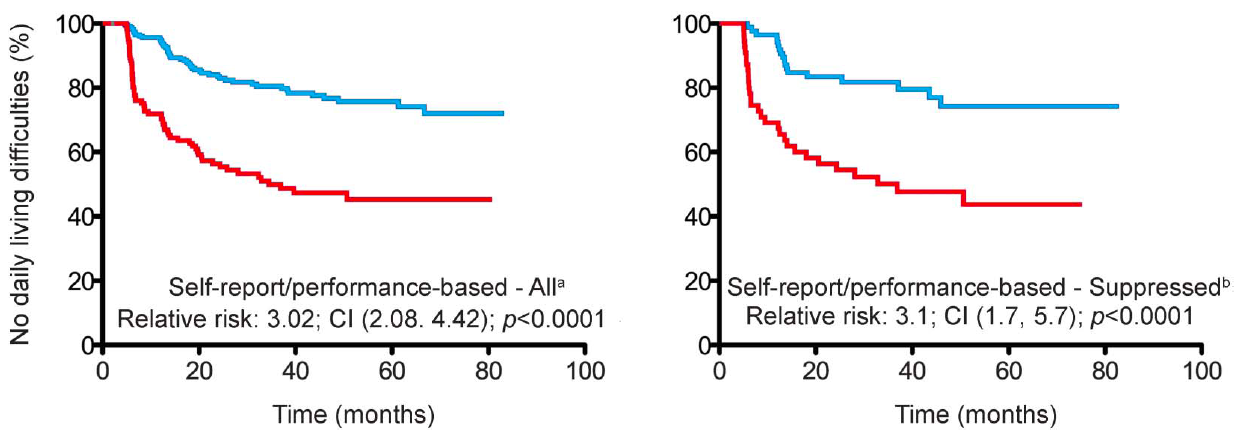 No daily living difficulties (%)
100
80
60
40
20
0
Self-report/performance-based - Allᵃ
Relative risk: 3.02; CI (2.08. 4.42); p<0.0001
0 20 40 60 80 100
Time (months)
100
80
60
40
20
0
Self-report/performance-based - Suppressedᵇ
Relative risk: 3.1; CI (1.7, 5.7); p<0.0001
0 20 40 60 80 100
Time (months)